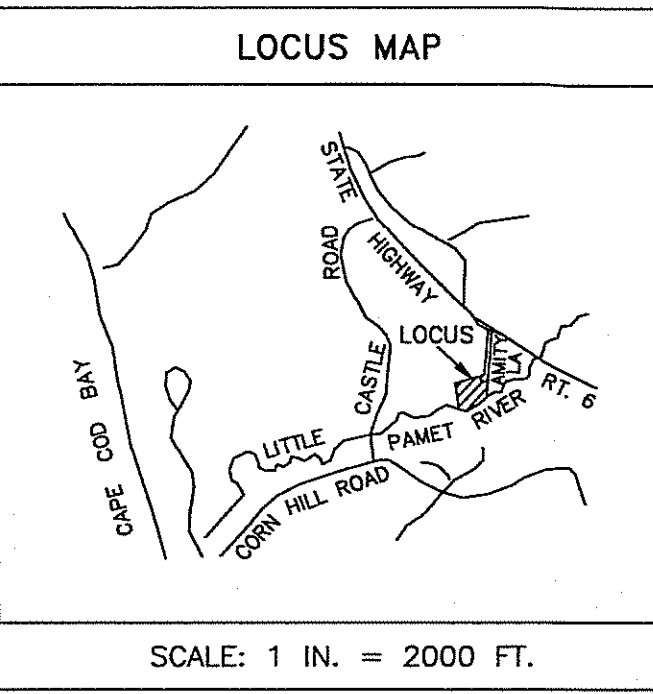 LOCUS MAP
STATE
HIGHWAY
ROAD
LOCUS
AMITY
LA
RT. 6
CASTLE
CAPE COD BAY
LITTLE
PAMET
RIVER
CORN HILL ROAD
SCALE: 1 IN. = 2000 FT.